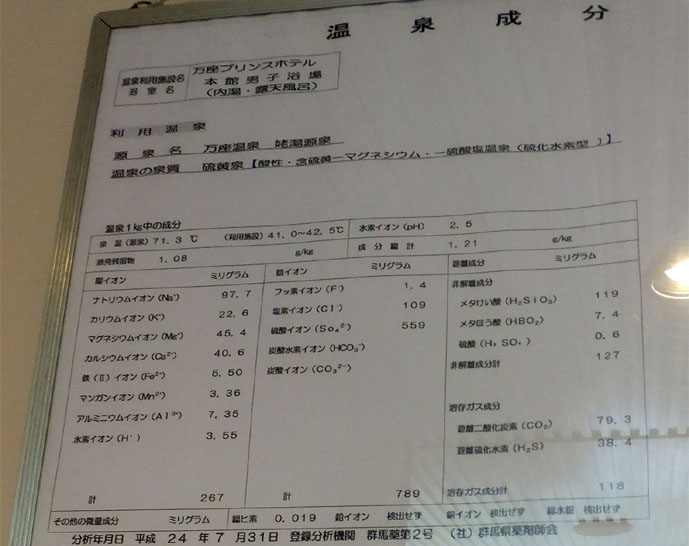 温泉成分
温泉利用施設名 万座プリンスホテル
浴室名 本館男子浴場
(内湯・露天風呂)
利用温泉
源泉名 万座温泉 姥湯源泉
温泉の泉質 硫黄泉【酸性・含硫黄ーマグネシウム・ー硫酸塩温泉(硫化水素型)】
温泉1kg中の成分
泉温(源泉)71.3℃ (利用施設)41.0~42.5℃ 水素イオン(pH) 2.5
蒸発残留物 1.08 g/kg 成分総計 1.21 g/kg
陽イオン ミリグラム 陰イオン ミリグラム 遊離成分 ミリグラム
ナトリウムイオン(Na⁺) 97.7 フッ素イオン(F⁻) 1.4 非解離成分
カリウムイオン(K⁺) 22.6 塩素イオン(Cl⁻) 109 メタけい酸(H₂SiO₃) 119
マグネシウムイオン(Mg²⁺) 45.4 硫酸イオン(So₄²⁻) 559 メタほう酸(HBO₂) 7.4
カルシウムイオン(Ca²⁺) 40.6 炭酸水素イオン(HCO₃⁻) 硫酸(H₂SO₄) 0.6
鉄(Ⅱ)イオン(Fe²⁺) 5.50 炭酸イオン(CO₃²⁻) 非解離成分計 127
マンガンイオン(Mn²⁺) 3.36
アルミニウムイオン(Al³⁺) 7.35 溶存ガス成分
水素イオン(H⁺) 3.55 遊離二酸化炭素(CO₂) 79.3
遊離硫化水素(H₂S) 38.4
計 267 計 789 溶存ガス成分計 118
その他の微量成分 ミリグラム 総ヒ素 0.019 鉛イオン 検出せず 銅イオン 検出せず 総水銀 検出せず
分析年月日 平成24年7月31日 登録分析機関 群馬薬第2号 (社)群馬県薬剤師会